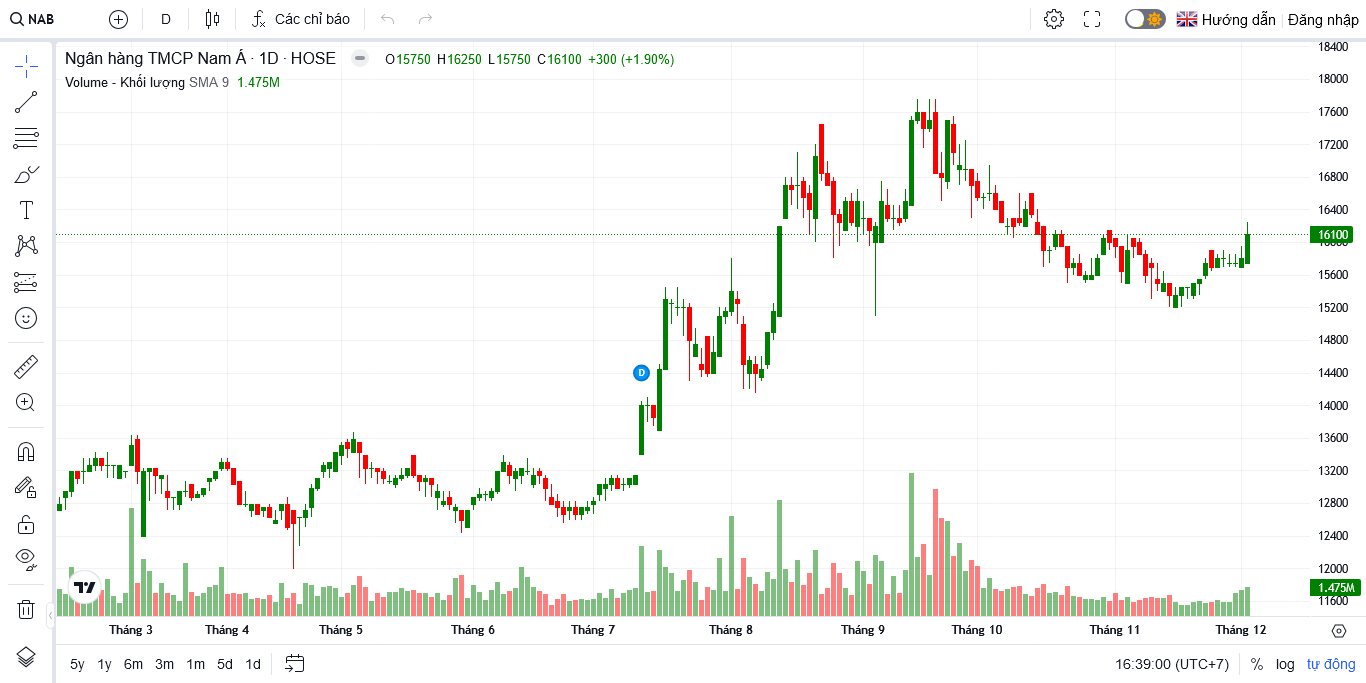 NAB D Các chỉ báo Hướng dẫn Đăng nhập
Ngân hàng TMCP Nam Á · 1D · HOSE O15750 H16250 L15750 C16100 +300 (+1.90%)
Volume - Khối lượng SMA 9 1.475M
18400
18000
17600
17200
16800
16400
16100
16000
15600
15200
14800
14400
D
14000
13600
13200
12800
12400
12000
1.475M
11600
Tháng 3 Tháng 4 Tháng 5 Tháng 6 Tháng 7 Tháng 8 Tháng 9 Tháng 10 Tháng 11 Tháng 12
5y 1y 6m 3m 1m 5d 1d 16:39:00 (UTC+7) % log tự động